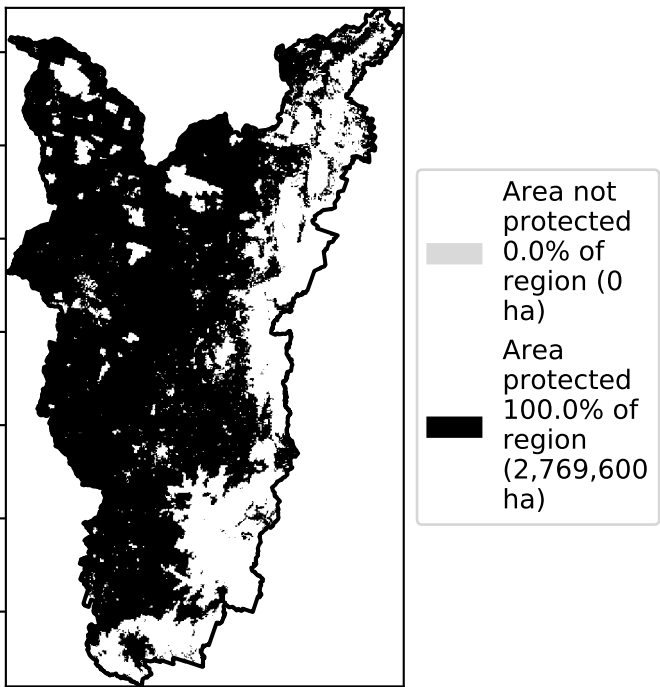 Area not
protected
0.0% of
region (0
ha)
Area
protected
100.0% of
region
(2,769,600
ha)